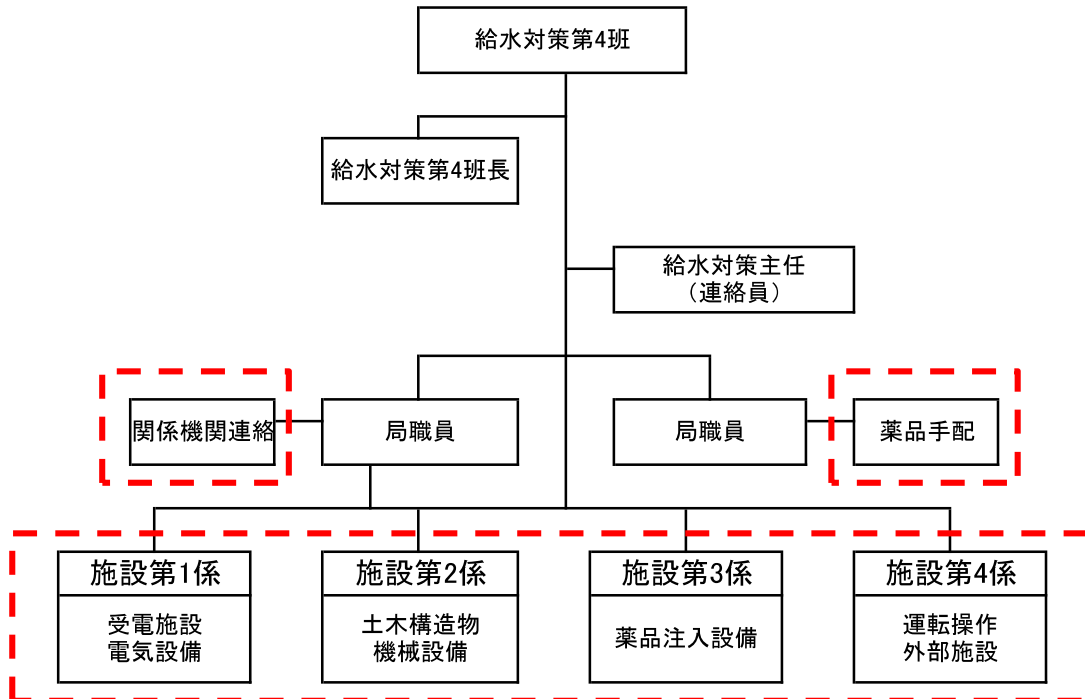 給水対策第4班
給水対策第4班長
給水対策主任
（連絡員）
関係機関連絡
局職員
局職員
薬品手配
施設第1係
受電施設
電気設備
施設第2係
土木構造物
機械設備
施設第3係
薬品注入設備
施設第4係
運転操作
外部施設